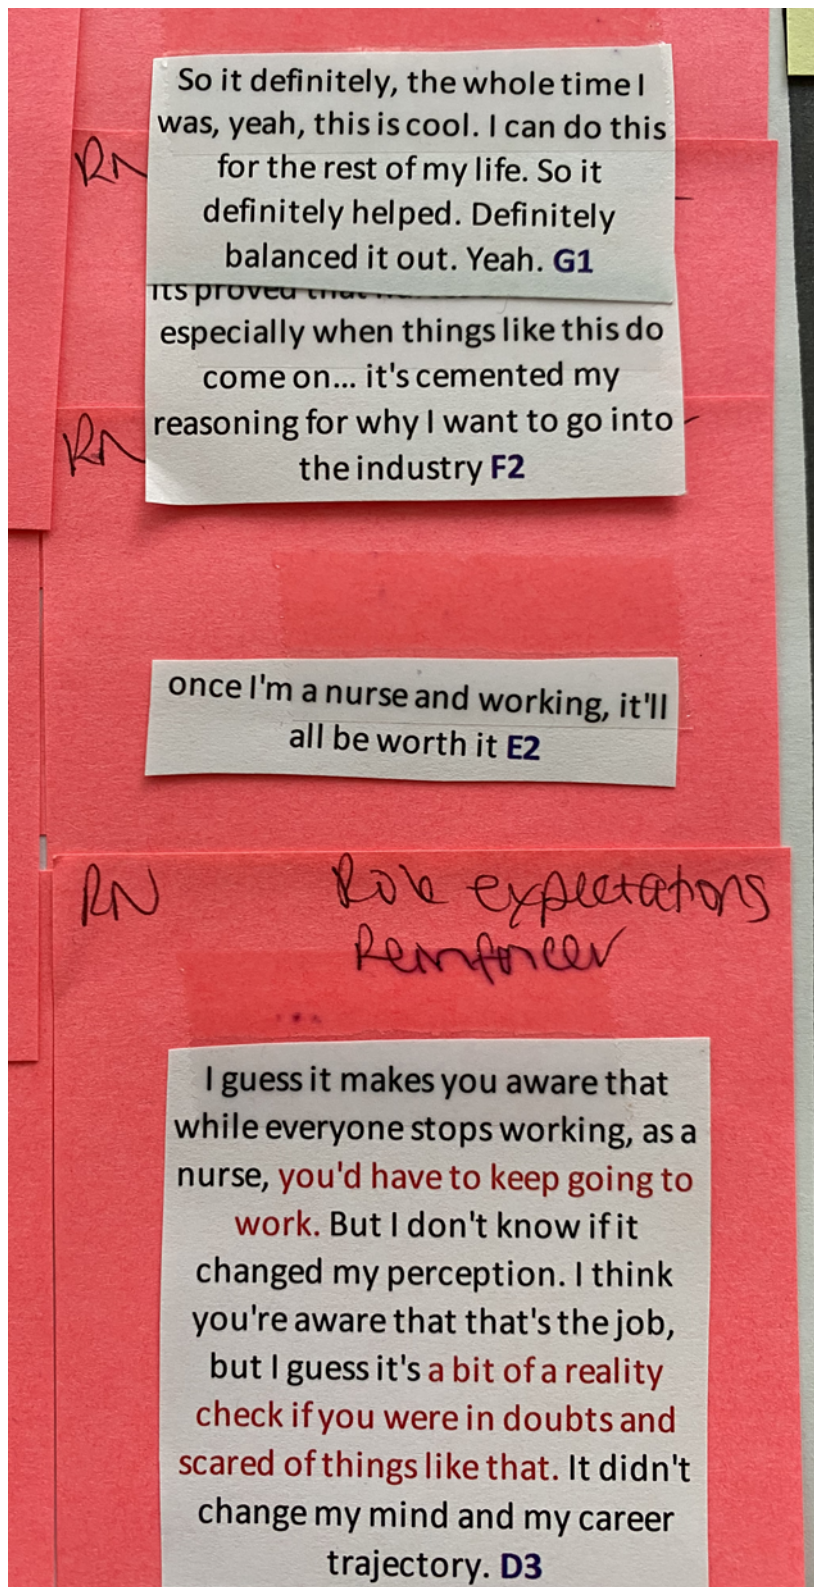 So it definitely, the whole time I
was, yeah, this is cool. I can do this
RN
for the rest of my life. So it
definitely helped. Definitely
balanced it out. Yeah. G1
its proved that
especially when things like this do
come on... it's cemented my
reasoning for why I want to go into
RN
the industry F2
once I'm a nurse and working, it'll
all be worth it E2
RN Role expectations
Reinforcer
I guess it makes you aware that
while everyone stops working, as a
nurse, you'd have to keep going to
work. But I don't know if it
changed my perception. I think
you're aware that that's the job,
but I guess it's a bit of a reality
check if you were in doubts and
scared of things like that. It didn't
change my mind and my career
trajectory. D3